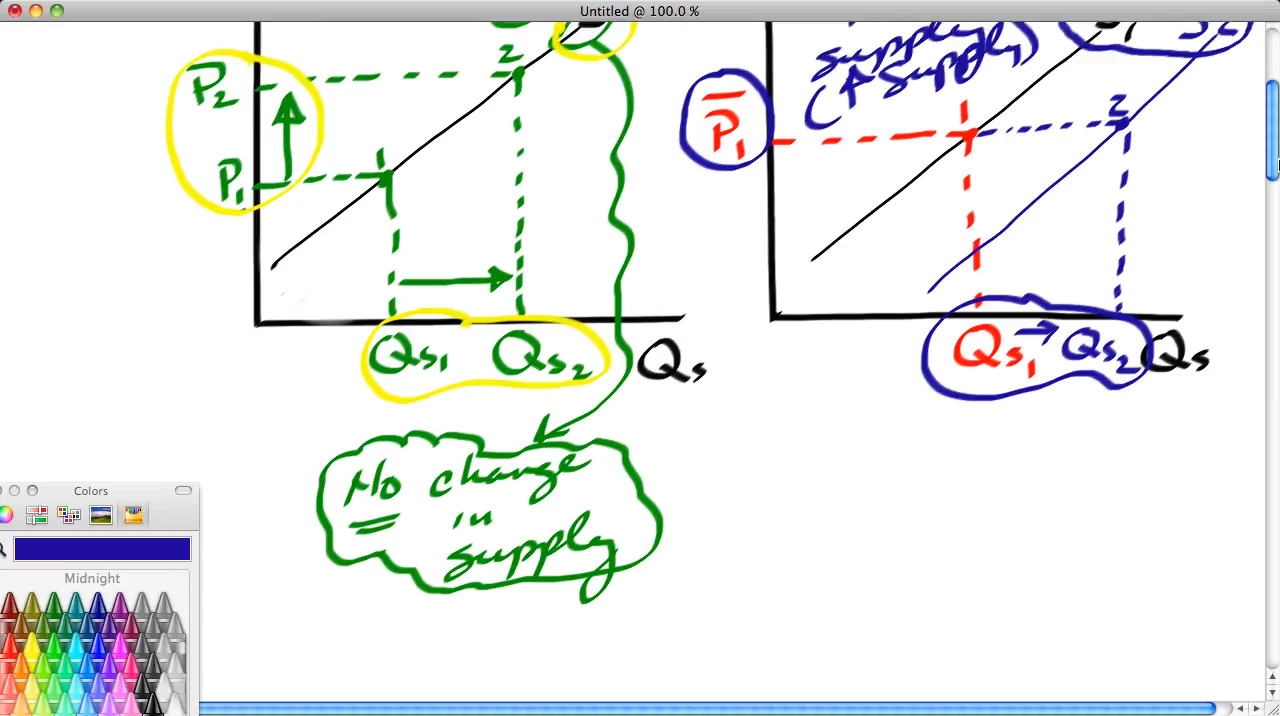 Untitled @ 100.0 %
P2
2
P1
1
Qs1 Qs2 Qs
No change
in
supply
supply
(↑ Supply)
P̅1
1
2
Qs1 → Qs2 Qs
Colors
Midnight